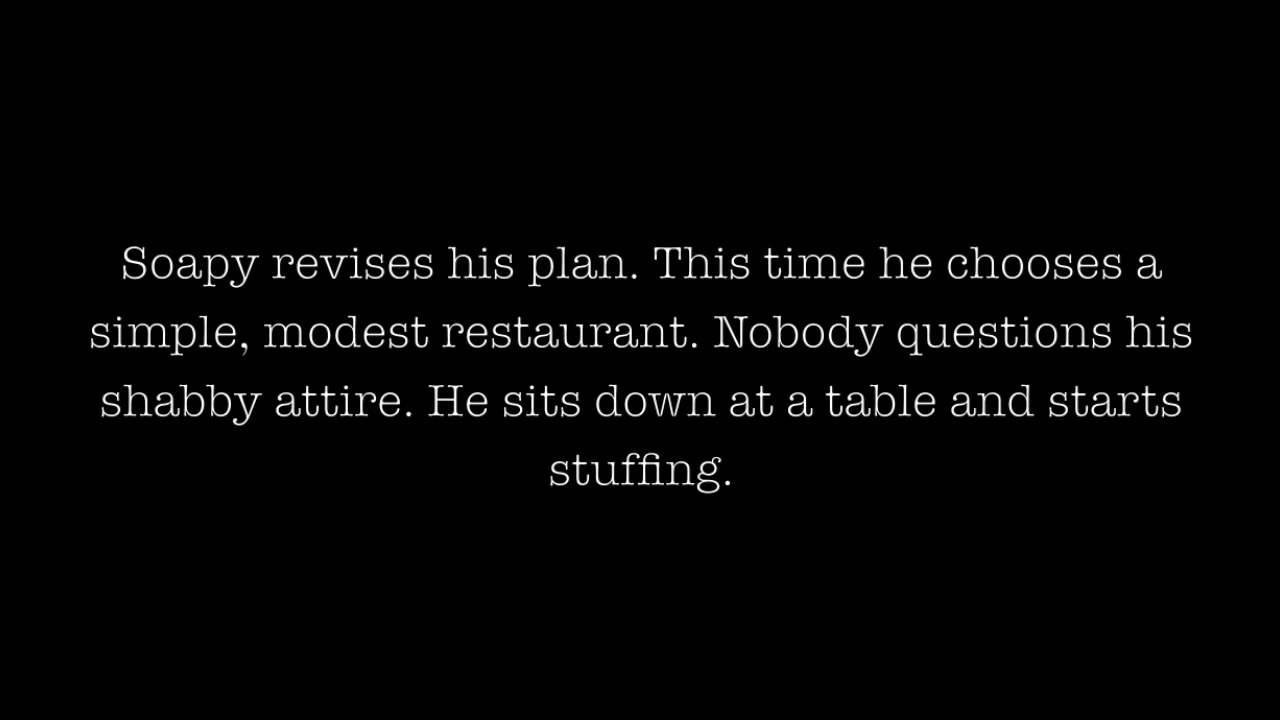 Soapy revises his plan. This time he chooses a
simple, modest restaurant. Nobody questions his
shabby attire. He sits down at a table and starts
stuffing.